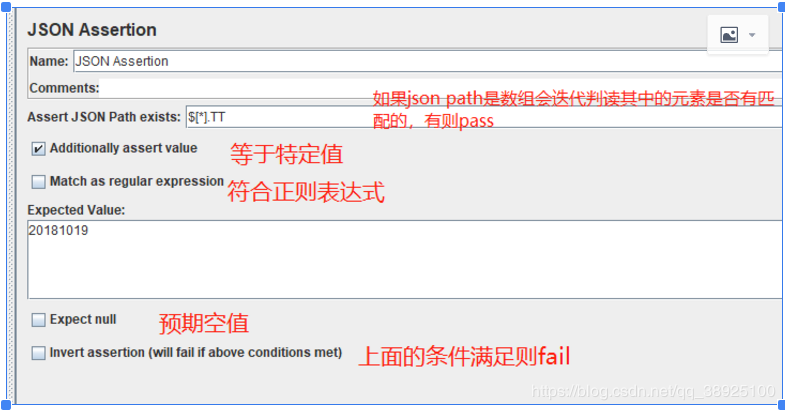 JSON Assertion
Name: JSON Assertion
Comments:
如果json path是数组会迭代判读其中的元素是否有匹
配的，有则pass
Assert JSON Path exists: $[*].TT
Additionally assert value 等于特定值
Match as regular expression 符合正则表达式
Expected Value:
20181019
Expect null 预期空值
Invert assertion (will fail if above conditions met) 上面的条件满足则fail
https://blog.csdn.net/qq_38925100